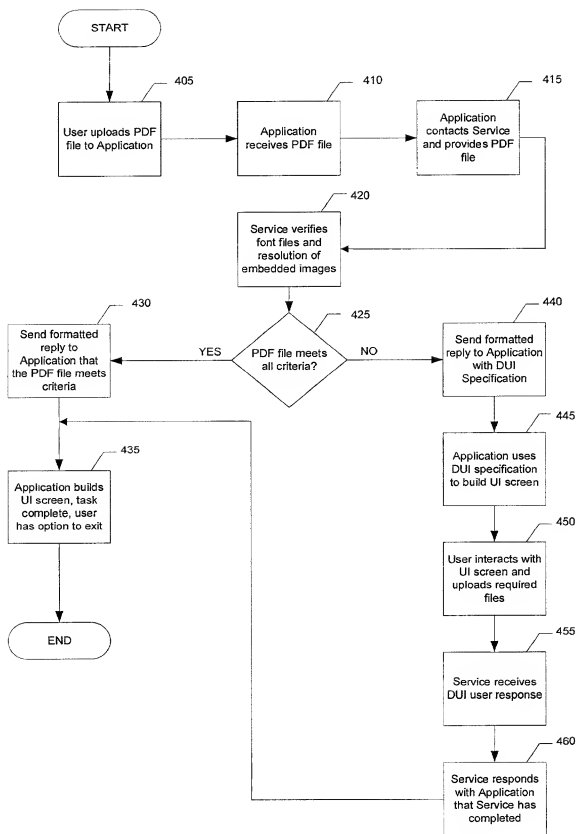 START
405
User uploads PDF
file to Application
410
Application
receives PDF file
415
Application
contacts Service
and provides PDF
file
420
Service verifies
font files and
resolution of
embedded images
425
PDF file meets
all criteria?
YES
NO
430
Send formatted
reply to
Application that
the PDF file meets
criteria
435
Application builds
UI screen, task
complete, user
has option to exit
END
440
Send formatted
reply to Application
with DUI
Specification
445
Application uses
DUI specification
to build UI screen
450
User interacts with
UI screen and
uploads required
files
455
Service receives
DUI user response
460
Service responds
with Application
that Service has
completed